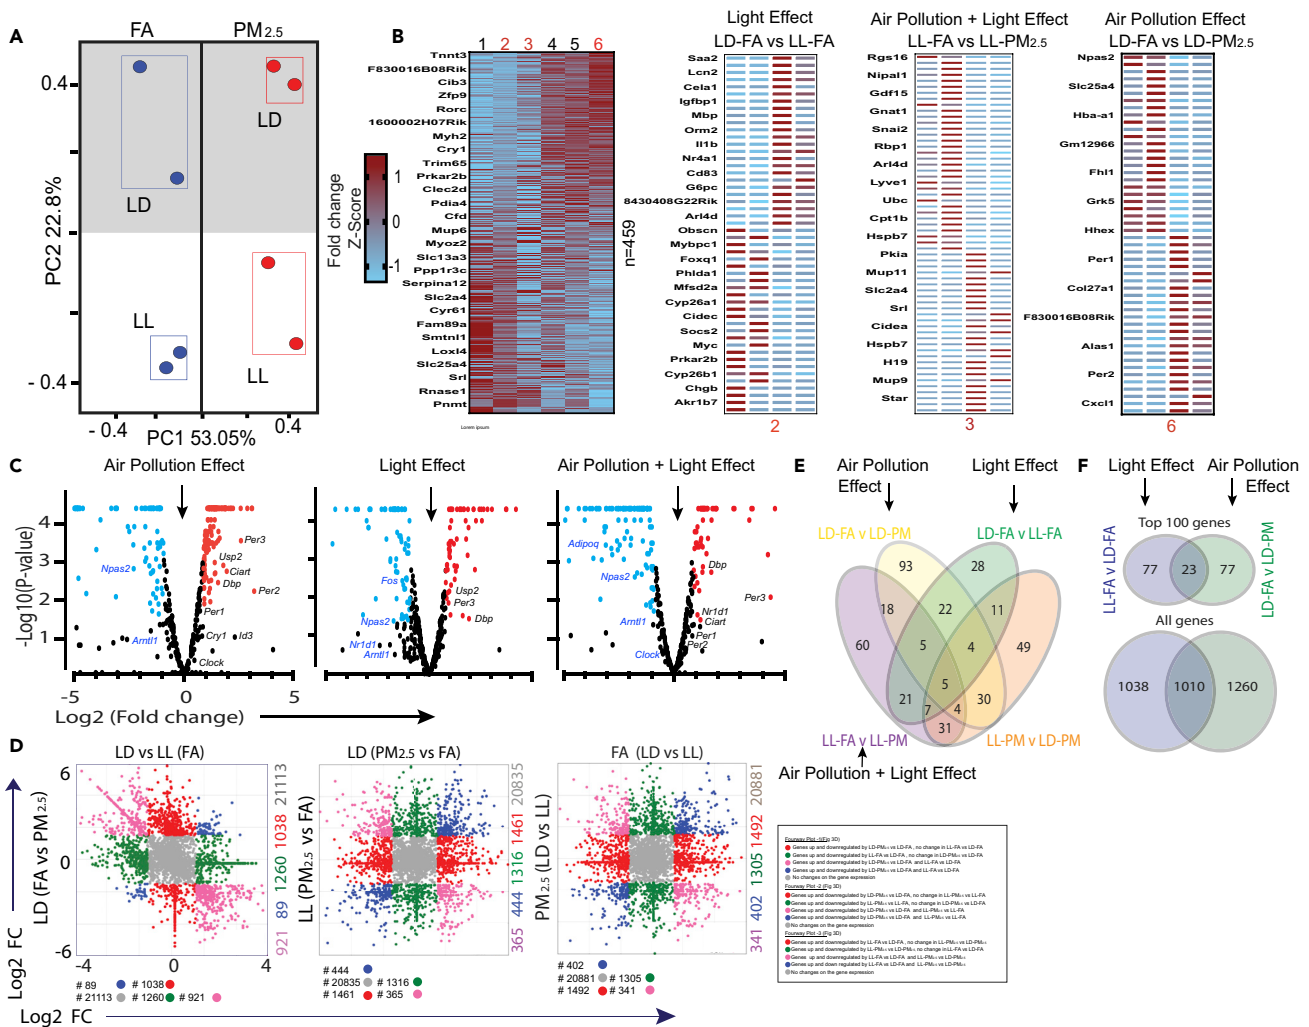 A
FA
PM2.5
0.4
LD
LD
PC2 22.8%
LL
LL
- 0.4
- 0.4
PC1 53.05%
0.4
B
1 2 3 4 5 6
Tnnt3
F830016B08Rik
Cib3
Zfp9
Rorc
1600002H07Rik
Myh2
Cry1
Trim65
Prkar2b
Clec2d
Pdia4
Cfd
Mup6
Myoz2
Slc13a3
Ppp1r3c
Serpina12
Slc2a4
Cyr61
Fam89a
Smtnl1
Loxl4
Slc25a4
Srl
Rnase1
Pnmt
Fold change
Z-Score
1
0
-1
n=459
Lorem ipsum
Light Effect
LD-FA vs LL-FA
Saa2
Lcn2
Cela1
Igfbp1
Mbp
Orm2
Il1b
Nr4a1
Cd83
G6pc
8430408G22Rik
Arl4d
Obscn
Mybpc1
Foxq1
Phlda1
Mfsd2a
Cyp26a1
Cidec
Socs2
Myc
Prkar2b
Cyp26b1
Chgb
Akr1b7
2
Air Pollution + Light Effect
LL-FA vs LL-PM2.5
Rgs16
Nipal1
Gdf15
Gnat1
Snai2
Rbp1
Arl4d
Lyve1
Ubc
Cpt1b
Hspb7
Pkia
Mup11
Slc2a4
Srl
Cidea
Hspb7
H19
Mup9
Star
3
Air Pollution Effect
LD-FA vs LD-PM2.5
Npas2
Slc25a4
Hba-a1
Gm12966
Fhl1
Grk5
Hhex
Per1
Col27a1
F830016B08Rik
Alas1
Per2
Cxcl1
6
C
Air Pollution Effect
Light Effect
Air Pollution + Light Effect
-Log10(P-value)
4
3
2
1
Per3
Usp2
Npas2
Ciart
Dbp
Per2
Per1
Arntl1
Cry1
Id3
Clock
-5
0
5
4
3
2
1
Fos
Usp2
Per3
Npas2
Dbp
Nr1d1
Arntl1
4
3
2
1
Adipoq
Dbp
Npas2
Per3
Nr1d1
Arntl1
Ciart
Per1
Per2
Clock
Log2 (Fold change)
D
LD vs LL (FA)
LD (FA vs PM2.5)
6
0
-6
-4
0
4
921 89 1260 1038 21113
# 89
# 1038
# 21113
# 1260
# 921
LD (PM2.5 vs FA)
LL (PM2.5 vs FA)
365 444 1316 1461 20835
# 444
# 20835
# 1316
# 1461
# 365
FA (LD vs LL)
PM2.5 (LD vs LL)
341 402 1305 1492 20881
# 402
# 20881
# 1305
# 1492
# 341
Log2 FC
Log2 FC
E
Air Pollution
Effect
Light Effect
LD-FA v LD-PM
LD-FA v LL-FA
93
28
18
22
11
60
5
4
49
5
21
30
7
4
31
LL-FA v LL-PM
LL-PM v LD-PM
Air Pollution + Light Effect
F
Light Effect
Air Pollution
Effect
Top 100 genes
77 23 77
LL-FA v LD-FA
LD-FA v LD-PM
All genes
1038 1010 1260